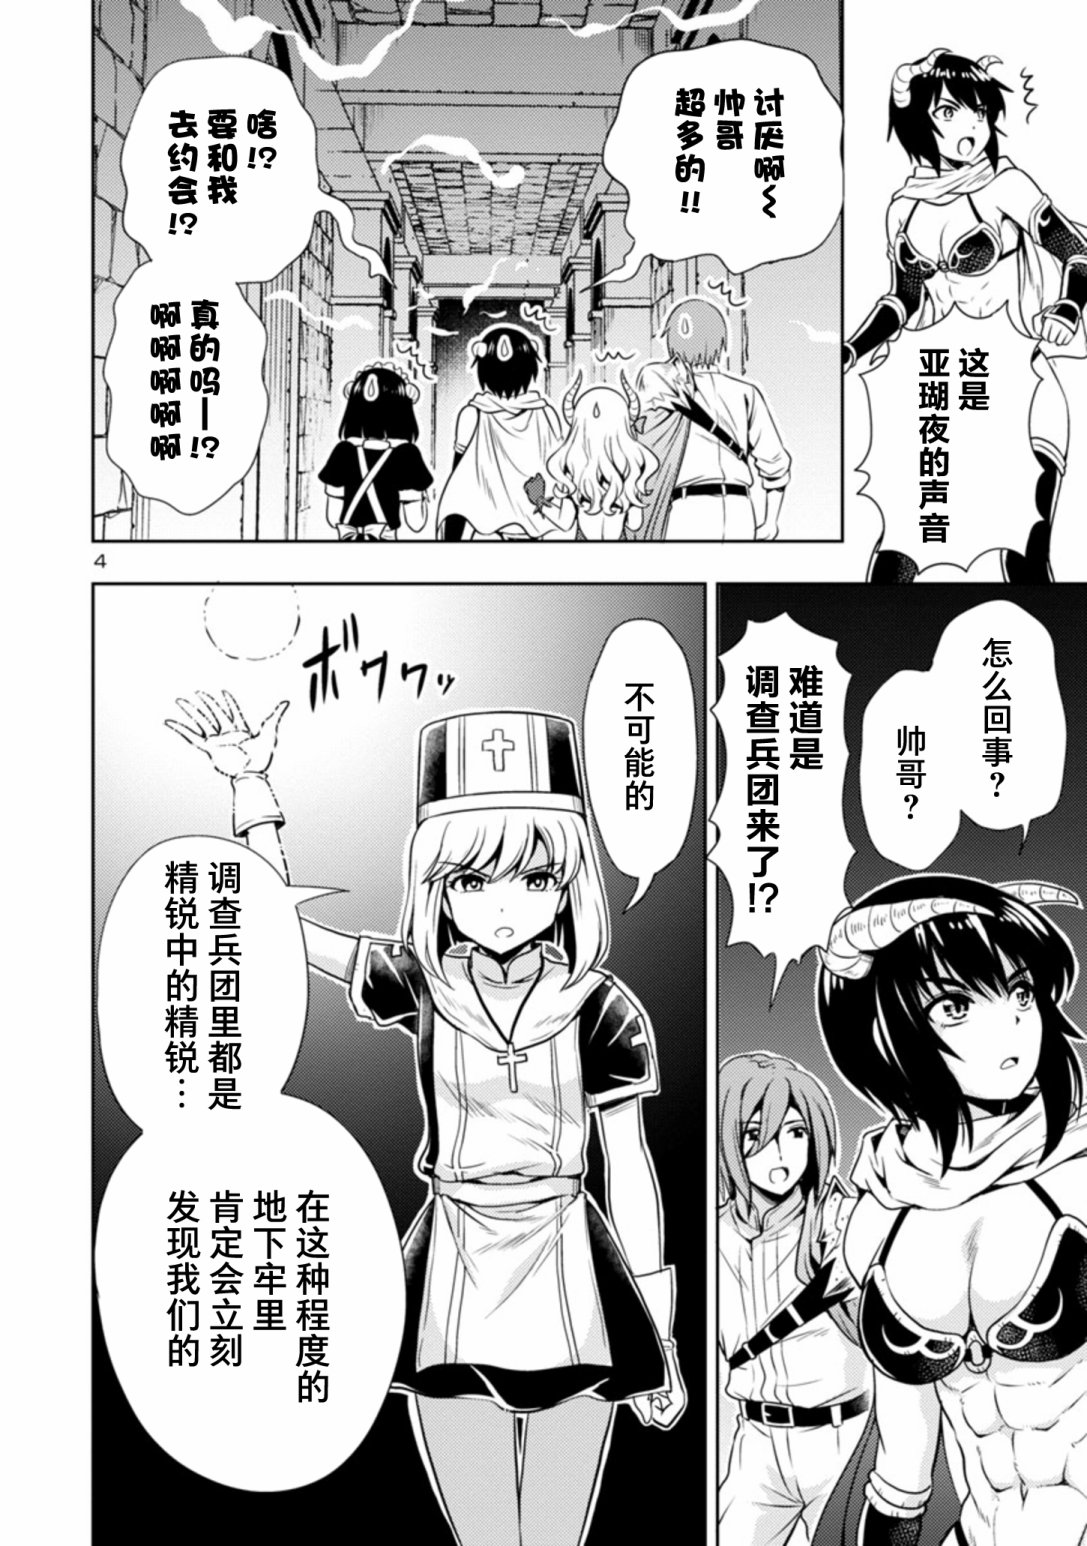 这是
亚瑚夜的声音
讨厌啊～
帅哥
超多的!!
啥!?
要和我
去约会!?
真的吗—!?
啊啊啊啊啊
4
怎么回事?
帅哥?
难道是
调查兵团来了!?
不可能的
ボウウウッ
调查兵团里都是
精锐中的精锐…
在这种程度的
地下牢里
肯定会立刻
发现我们的